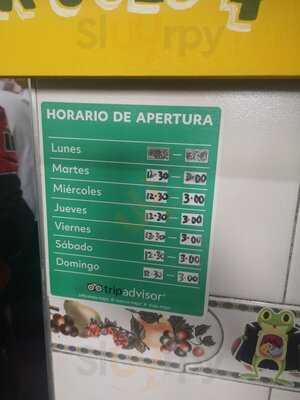 HORARIO DE APERTURA
Lunes
Martes 12:30 — 3:00
Miércoles 12:30 — 3:00
Jueves 12:30 — 3:00
Viernes 12:30 — 3:00
Sábado 12:30 — 3:00
Domingo 12:30 — 3:00
tripadvisor
Sluurpy